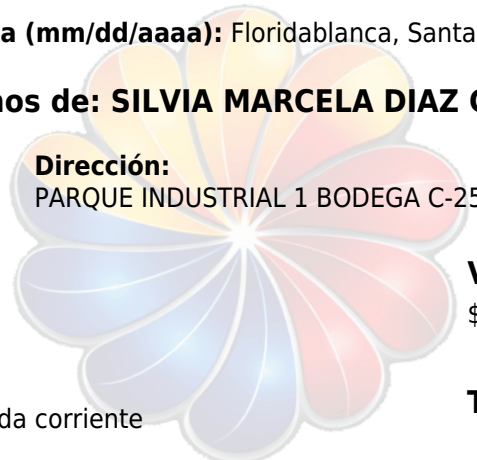 a (mm/dd/aaaa): Floridablanca, Santa
nos de: SILVIA MARCELA DIAZ
Dirección:
PARQUE INDUSTRIAL 1 BODEGA C-25
$
da corriente